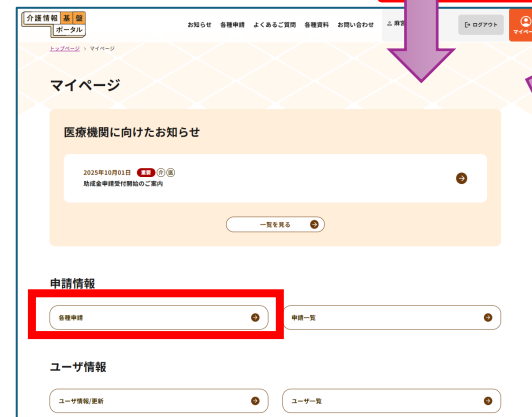 介護情報 基盤
ポータル
お知らせ 各種申請 よくあるご質問 各種資料 お問い合わせ
ログアウト
トップページ > マイページ
マイページ
医療機関に向けたお知らせ
2025年10月01日 重要 介 医
助成金申請受付開始のご案内
一覧を見る
申請情報
各種申請 申請一覧
ユーザ情報
ユーザ情報/更新 ユーザ一覧